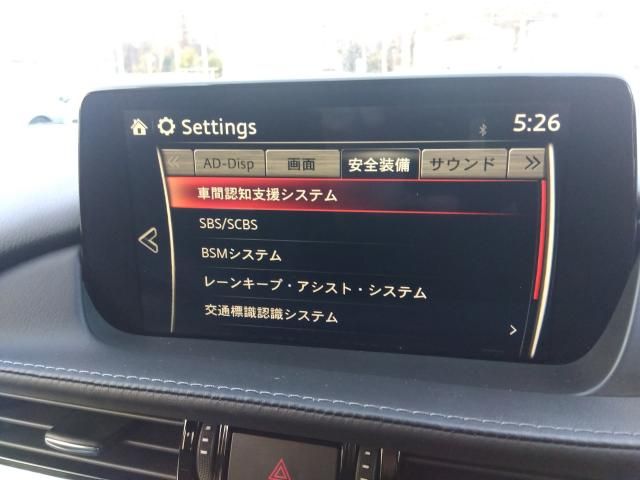 Settings 5:26
AD-Disp 画面 安全装備 サウンド
車間認知支援システム
SBS/SCBS
BSMシステム
レーンキープ・アシスト・システム
交通標識認識システム